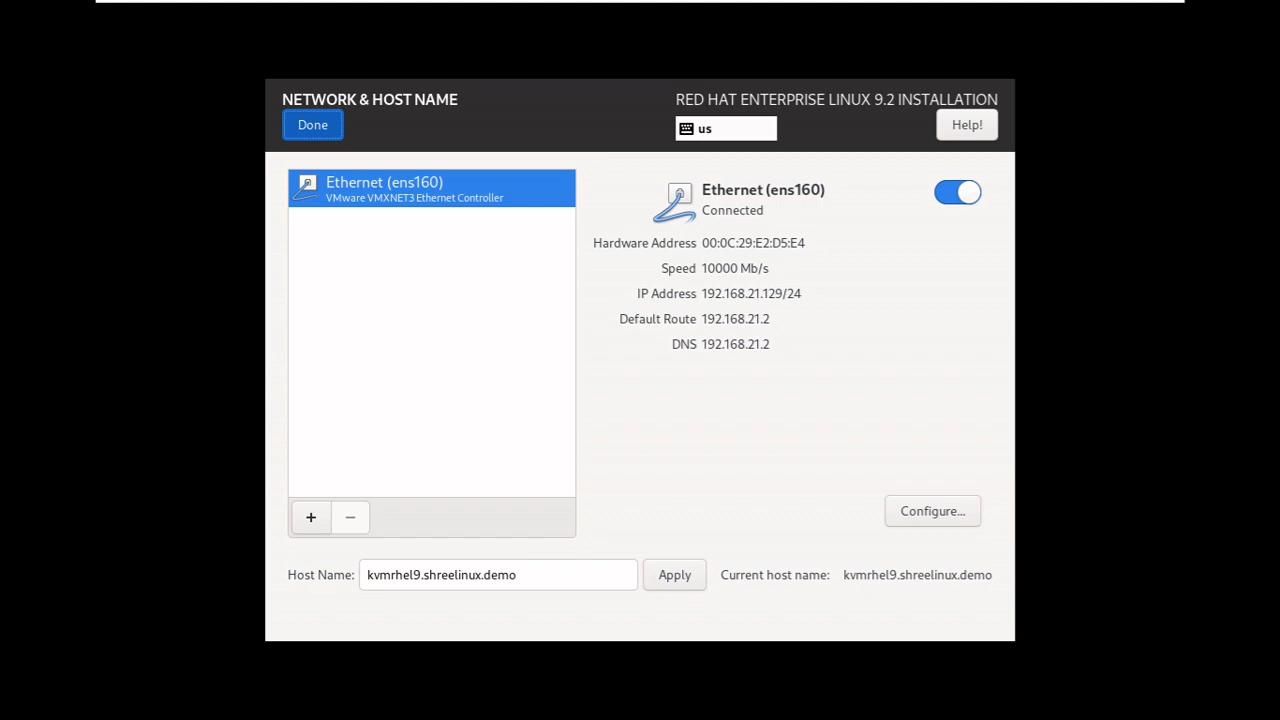 NETWORK & HOST NAME
RED HAT ENTERPRISE LINUX 9.2 INSTALLATION
Done
us
Help!
Ethernet (ens160)
VMware VMXNET3 Ethernet Controller
Ethernet (ens160)
Connected
Hardware Address 00:0C:29:E2:D5:E4
Speed 10000 Mb/s
IP Address 192.168.21.129/24
Default Route 192.168.21.2
DNS 192.168.21.2
+ −
Configure...
Host Name: kvmrhel9.shreelinux.demo Apply Current host name: kvmrhel9.shreelinux.demo